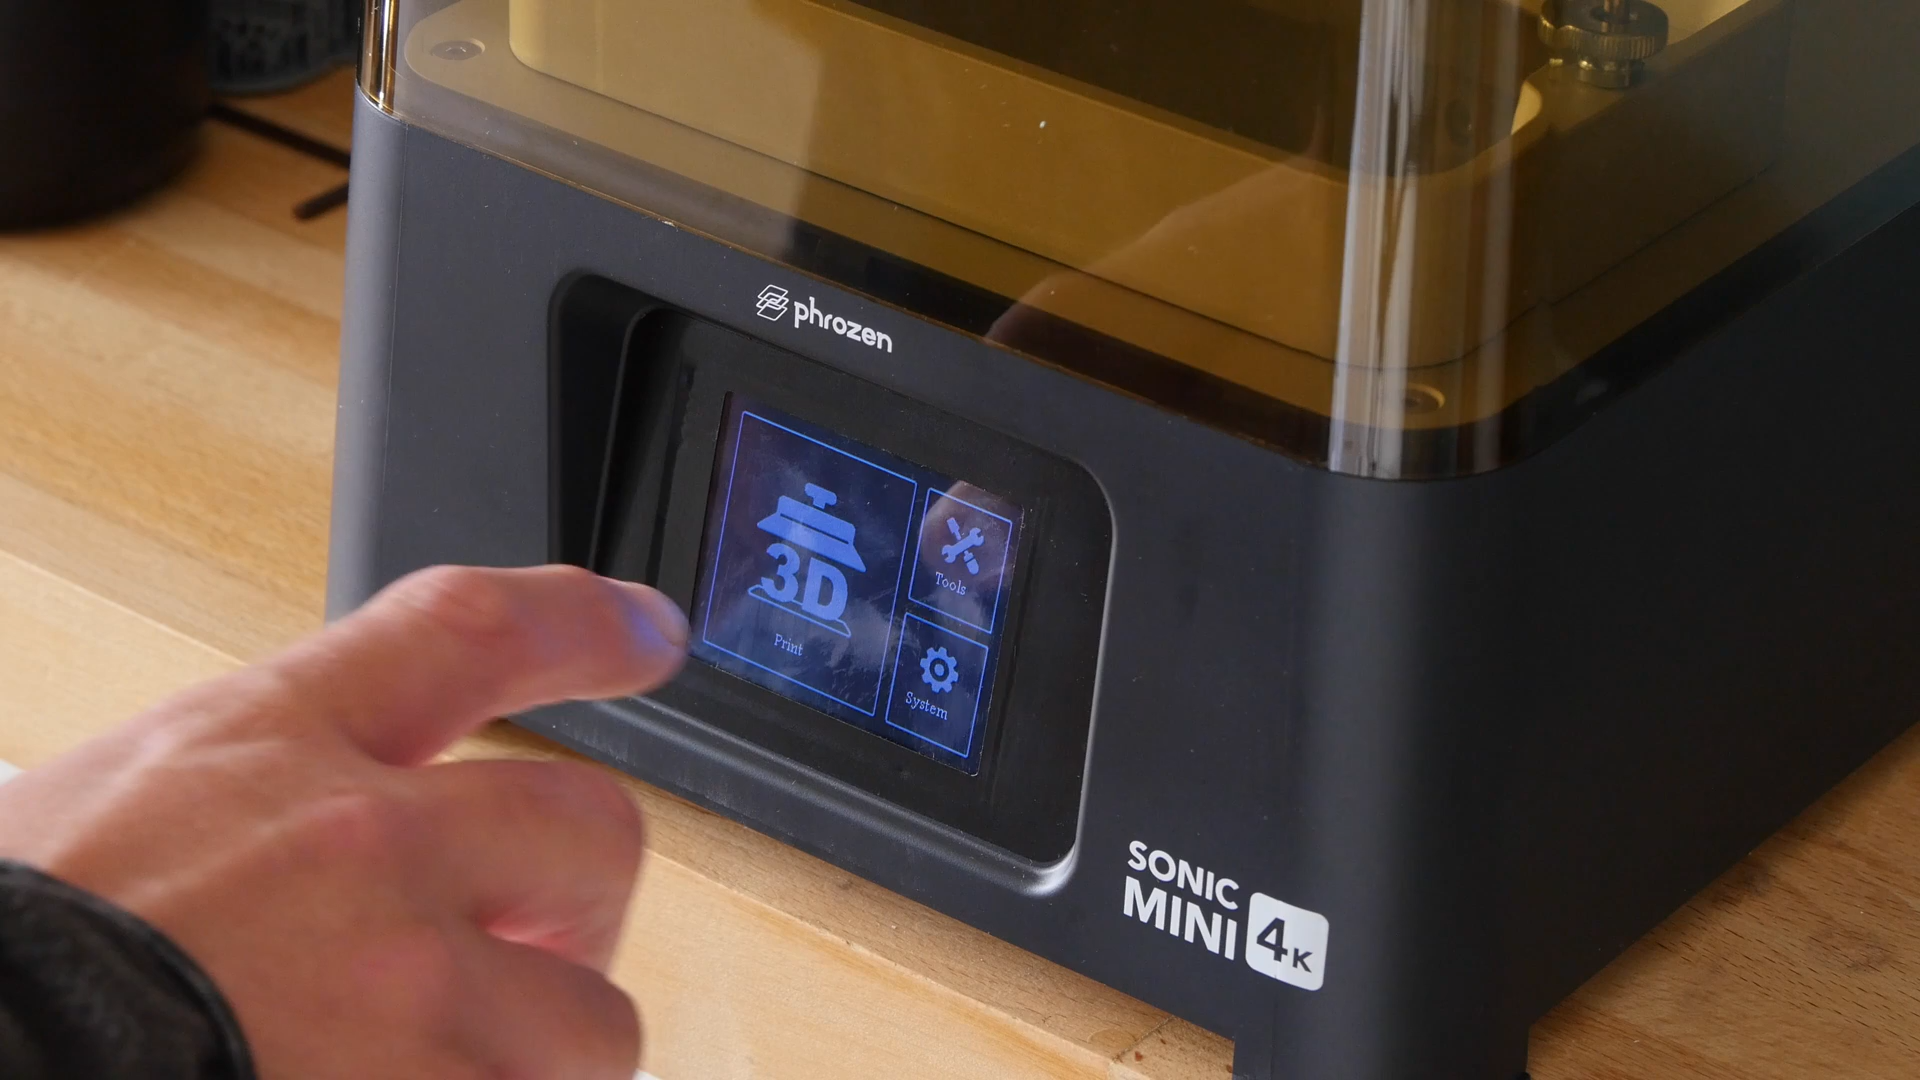 phrozen
3D
Print
Tools
System
SONIC
MINI 4K